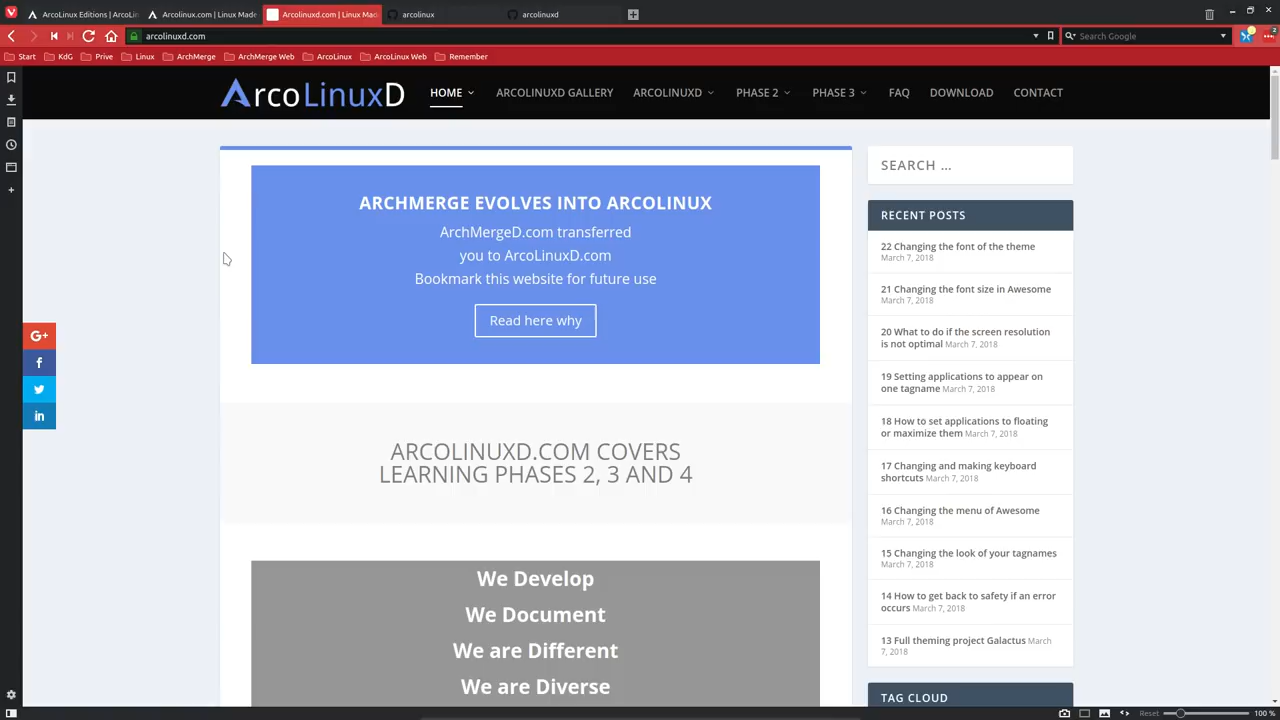 ArcoLinux Editions | ArcoLin
Arcolinux.com | Linux Made
Arcolinuxd.com | Linux Mad
arcolinux
arcolinuxd
arcolinuxd.com
Search Google
2
Start
KdG
Prive
Linux
ArchMerge
ArchMerge Web
ArcoLinux
ArcoLinux Web
Remember
ArcoLinuxD
HOME
ARCOLINUXD GALLERY
ARCOLINUXD
PHASE 2
PHASE 3
FAQ
DOWNLOAD
CONTACT
ARCHMERGE EVOLVES INTO ARCOLINUX
ArchMergeD.com transferred
you to ArcoLinuxD.com
Bookmark this website for future use
Read here why
ARCOLINUXD.COM COVERS
LEARNING PHASES 2, 3 AND 4
We Develop
We Document
We are Different
We are Diverse
SEARCH ...
RECENT POSTS
22 Changing the font of the theme
March 7, 2018
21 Changing the font size in Awesome
March 7, 2018
20 What to do if the screen resolution
is not optimal March 7, 2018
19 Setting applications to appear on
one tagname March 7, 2018
18 How to set applications to floating
or maximize them March 7, 2018
17 Changing and making keyboard
shortcuts March 7, 2018
16 Changing the menu of Awesome
March 7, 2018
15 Changing the look of your tagnames
March 7, 2018
14 How to get back to safety if an error
occurs March 7, 2018
13 Full theming project Galactus March
7, 2018
TAG CLOUD
G+
f
in
Reset
100 %